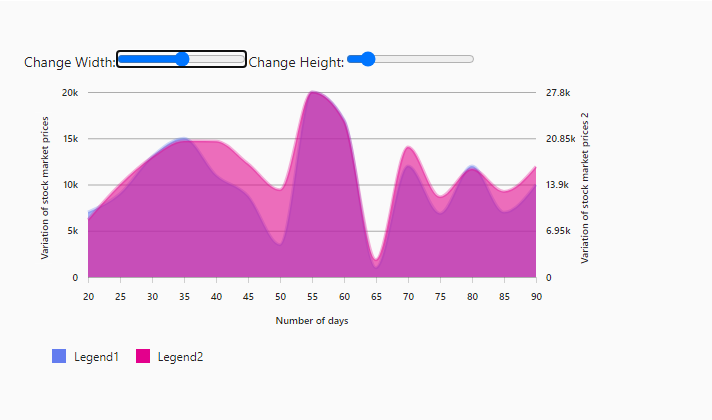 Change Width: Change Height:
20k 27.8k
15k 20.85k
10k 13.9k
5k 6.95k
0 0
Variation of stock market prices
Variation of stock market prices 2
20 25 30 35 40 45 50 55 60 65 70 75 80 85 90
Number of days
Legend1 Legend2